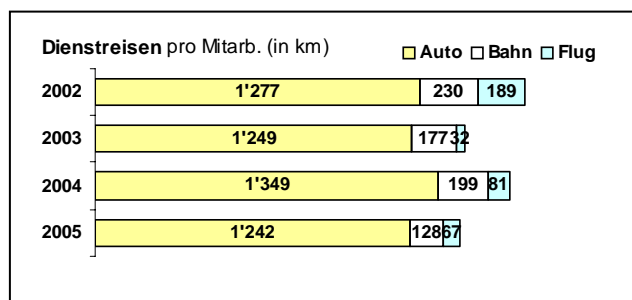 Dienstreisen pro Mitarb. (in km) Auto Bahn Flug
2002 1'277 230 189
2003 1'249 177 32
2004 1'349 199 81
2005 1'242 128 67